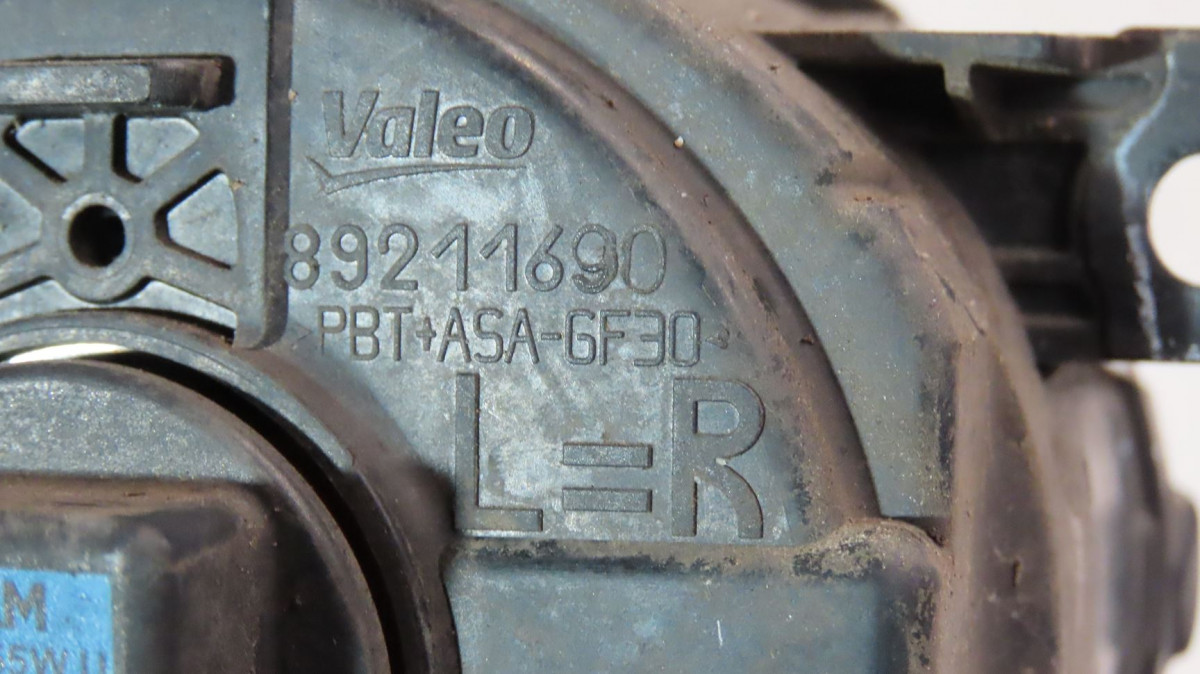 Valeo
89211690
>PBT+ASA-GF30<
L=R
M